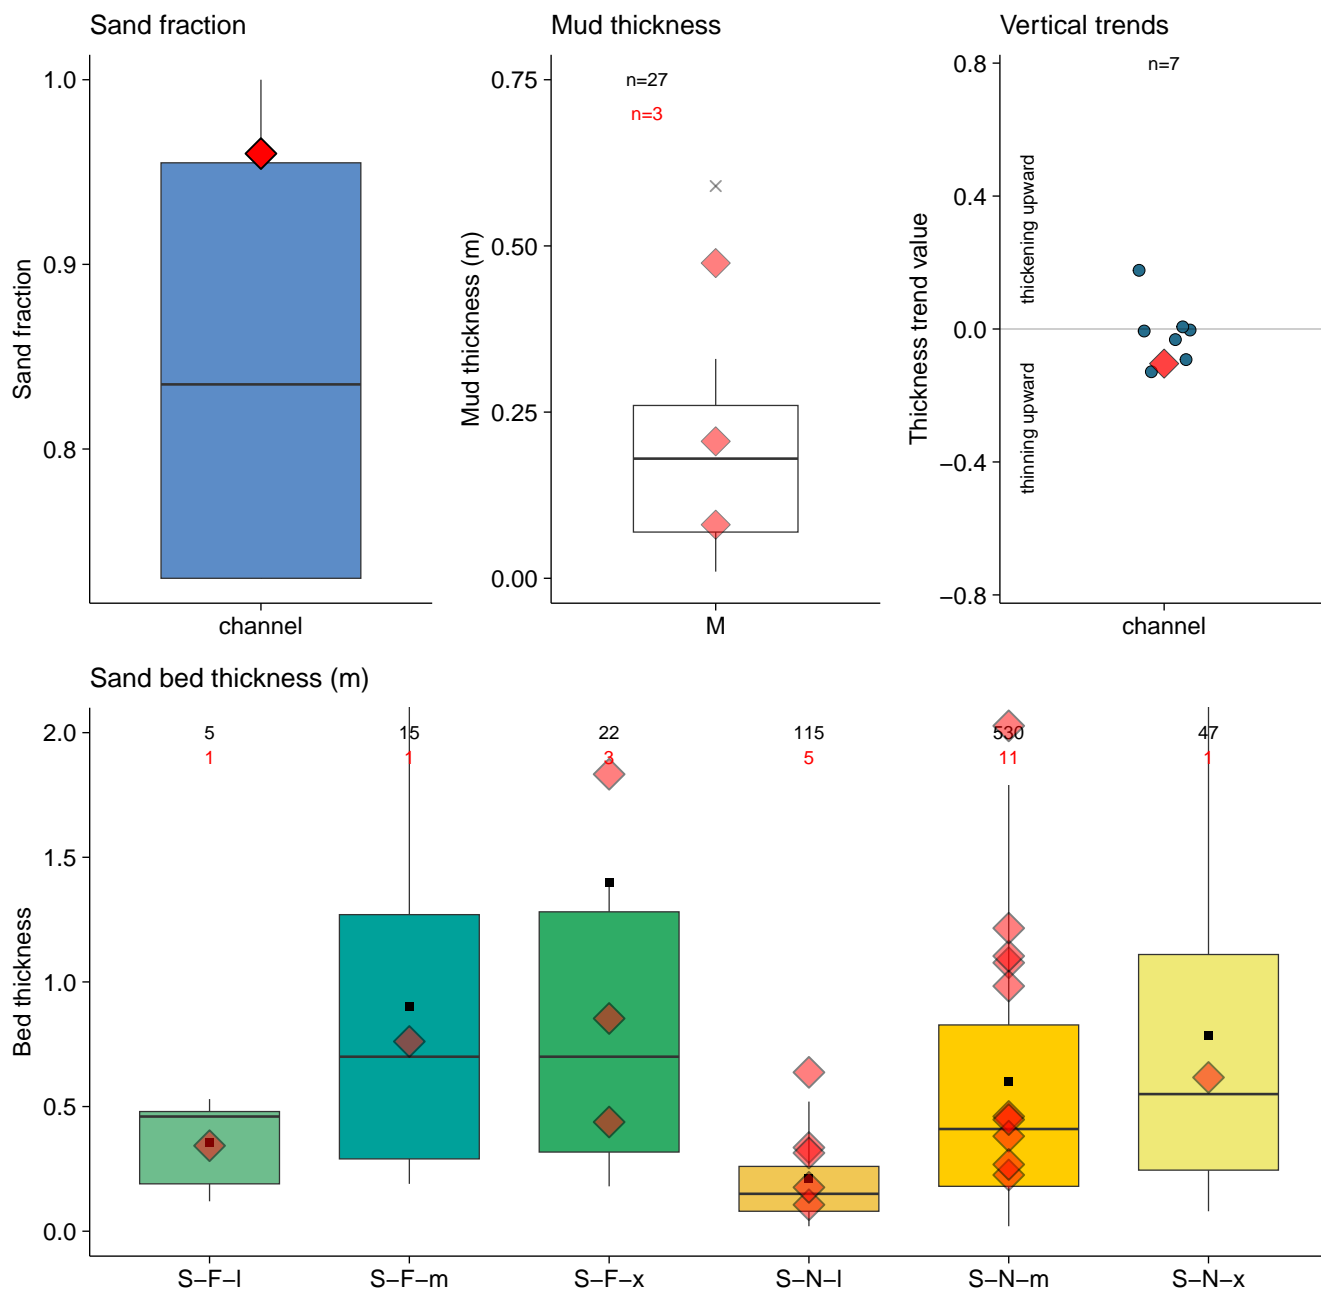 Sand fraction
Mud thickness
Vertical trends
Sand fraction
1.0
0.9
0.8
channel
Mud thickness (m)
0.75
0.50
0.25
0.00
n=27
n=3
M
Thickness trend value
0.8
0.4
0.0
−0.4
−0.8
n=7
thickening upward
thinning upward
channel
Sand bed thickness (m)
Bed thickness
2.0
1.5
1.0
0.5
0.0
5 15 22 115 530 47
1 1 3 5 11 1
S−F−l S−F−m S−F−x S−N−l S−N−m S−N−x